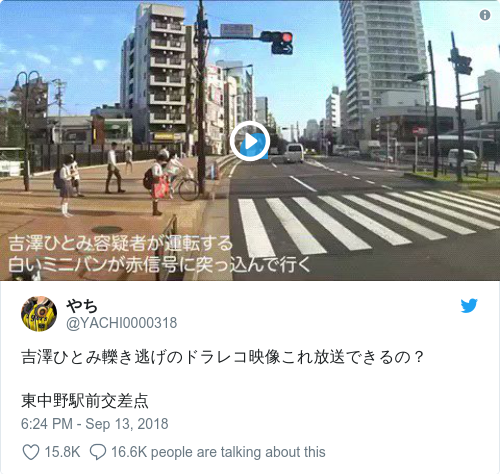 吉澤ひとみ容疑者が運転する
白いミニバンが赤信号に突っ込んで行く
やち
@YACHI0000318
吉澤ひとみ轢き逃げのドラレコ映像これ放送できるの？
東中野駅前交差点
6:24 PM - Sep 13, 2018
15.8K 16.6K people are talking about this